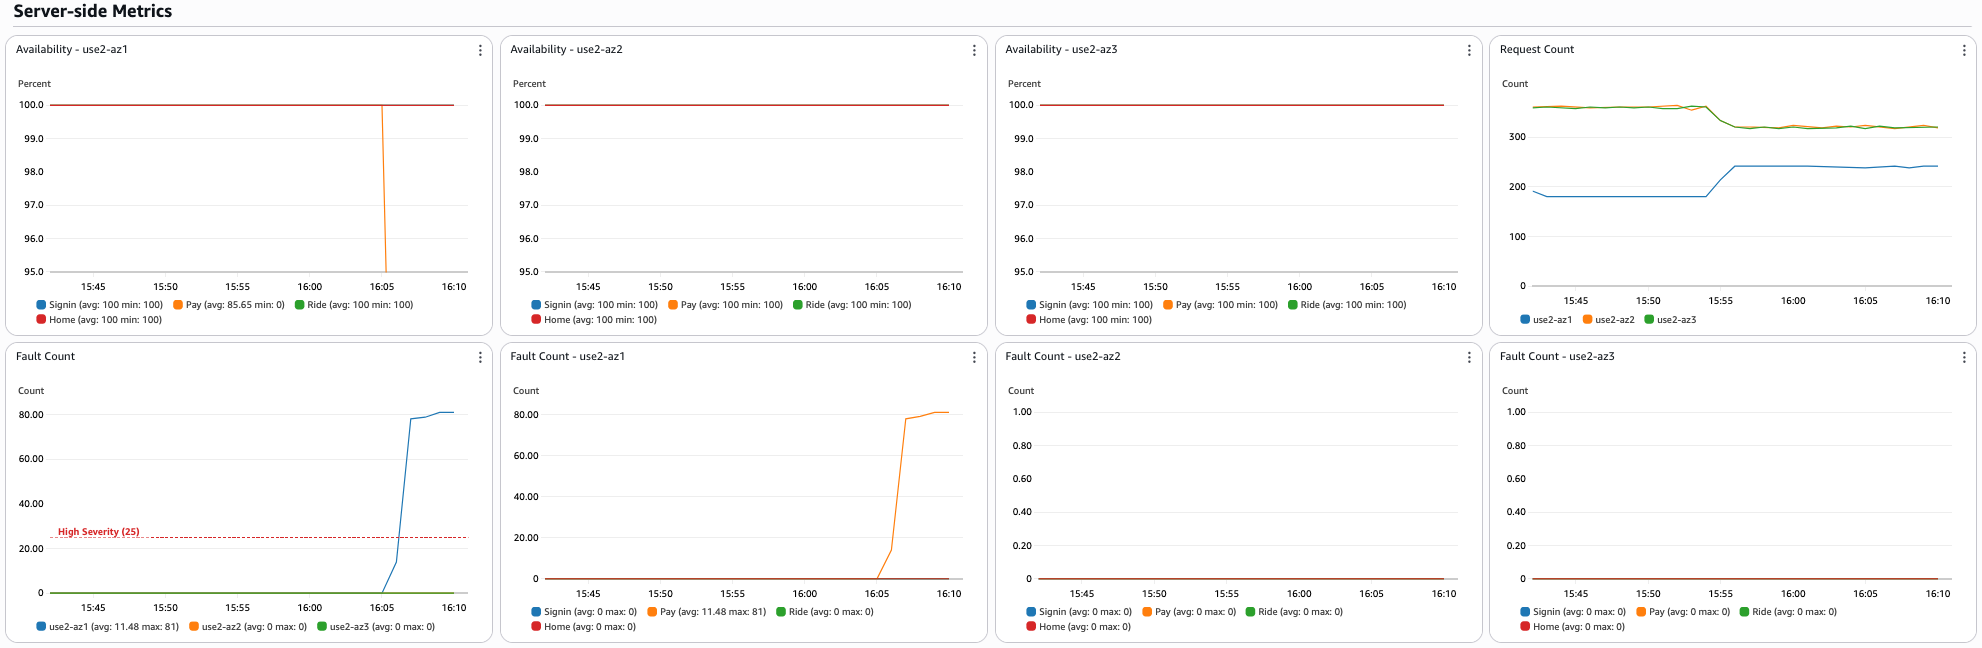 Server-side Metrics
Availability - use2-az1
Percent
100.0
99.0
98.0
97.0
96.0
95.0
15:45 15:50 15:55 16:00 16:05 16:10
Signin (avg: 100 min: 100) Pay (avg: 85.65 min: 0) Ride (avg: 100 min: 100)
Home (avg: 100 min: 100)
Availability - use2-az2
Percent
100.0
99.0
98.0
97.0
96.0
95.0
15:45 15:50 15:55 16:00 16:05 16:10
Signin (avg: 100 min: 100) Pay (avg: 100 min: 100) Ride (avg: 100 min: 100)
Home (avg: 100 min: 100)
Availability - use2-az3
Percent
100.0
99.0
98.0
97.0
96.0
95.0
15:45 15:50 15:55 16:00 16:05 16:10
Signin (avg: 100 min: 100) Pay (avg: 100 min: 100) Ride (avg: 100 min: 100)
Home (avg: 100 min: 100)
Request Count
Count
300
200
100
0
15:45 15:50 15:55 16:00 16:05 16:10
use2-az1 use2-az2 use2-az3
Fault Count
Count
80.00
60.00
40.00
High Severity (25)
20.00
0
15:45 15:50 15:55 16:00 16:05 16:10
use2-az1 (avg: 11.48 max: 81) use2-az2 (avg: 0 max: 0) use2-az3 (avg: 0 max: 0)
Fault Count - use2-az1
Count
80.00
60.00
40.00
20.00
0
15:45 15:50 15:55 16:00 16:05 16:10
Signin (avg: 0 max: 0) Pay (avg: 11.48 max: 81) Ride (avg: 0 max: 0)
Home (avg: 0 max: 0)
Fault Count - use2-az2
Count
1.00
0.80
0.60
0.40
0.20
0
15:45 15:50 15:55 16:00 16:05 16:10
Signin (avg: 0 max: 0) Pay (avg: 0 max: 0) Ride (avg: 0 max: 0)
Home (avg: 0 max: 0)
Fault Count - use2-az3
Count
1.00
0.80
0.60
0.40
0.20
0
15:45 15:50 15:55 16:00 16:05 16:10
Signin (avg: 0 max: 0) Pay (avg: 0 max: 0) Ride (avg: 0 max: 0)
Home (avg: 0 max: 0)